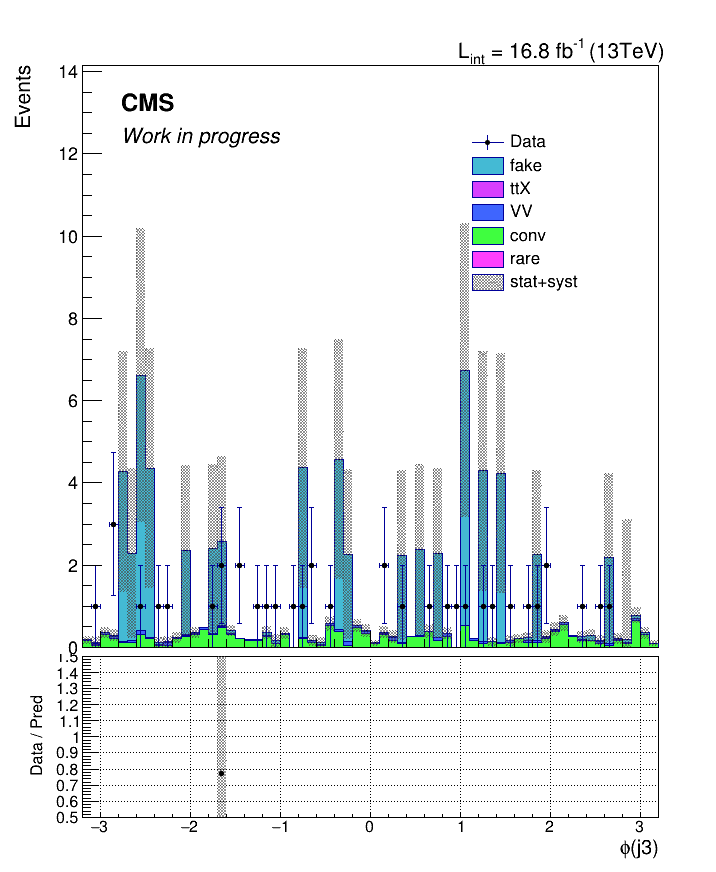 L_int = 16.8 fb^-1 (13TeV)
Events
14
CMS
Work in progress
12
Data
fake
ttX
10
VV
conv
rare
8
stat+syst
6
4
2
0
1.5
1.4
1.3
1.2
1.1
1
0.9
0.8
0.7
0.6
0.5
Data / Pred
−3 −2 −1 0 1 2 3
ϕ(j3)